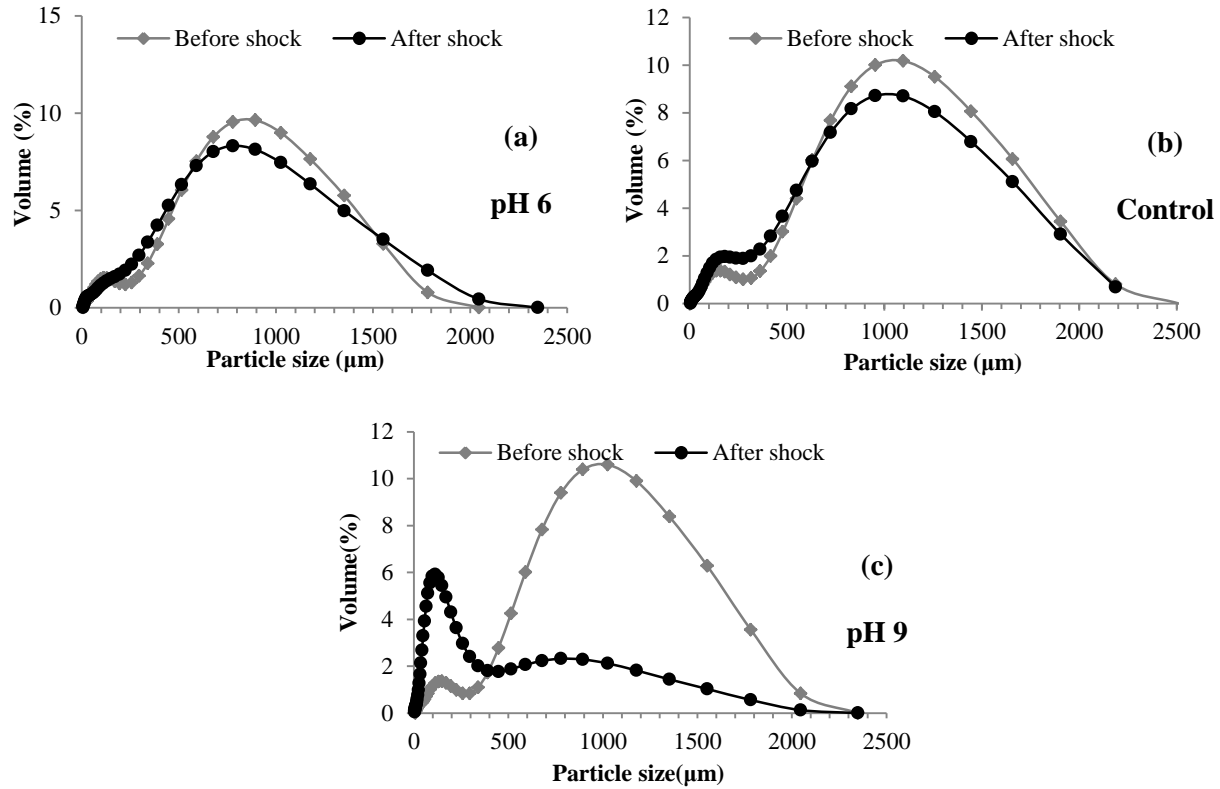 15
Before shock
After shock
10
5
0
0
500
1000
1500
2000
2500
Volume (%)
Particle size (µm)
(a)
pH 6
12
Before shock
After shock
10
8
6
4
2
0
0
500
1000
1500
2000
2500
Volume (%)
Particle size (µm)
(b)
Control
12
Before shock
After shock
10
8
6
4
2
0
0
500
1000
1500
2000
2500
Volume(%)
Particle size(µm)
(c)
pH 9